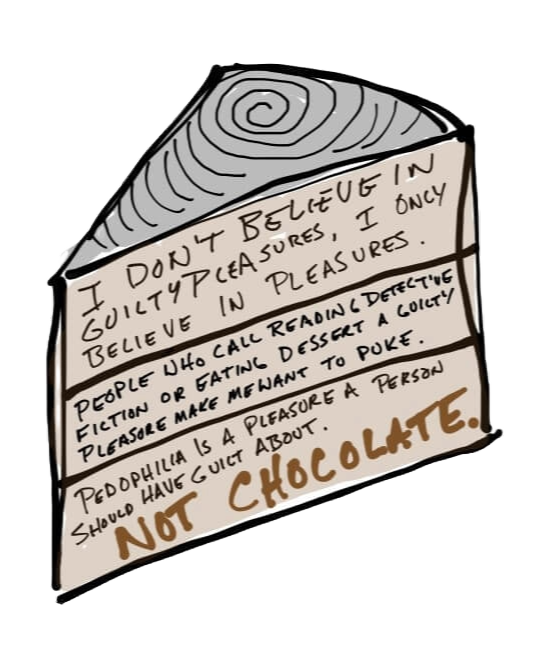 I DON'T BELIEVE IN
GUILTY PLEASURES, I ONLY
BELIEVE IN PLEASURES.
PEOPLE WHO CALL READING DETECTIVE
FICTION OR EATING DESSERT A GUILTY
PLEASURE MAKE ME WANT TO PUKE.
PEDOPHILIA IS A PLEASURE A PERSON
SHOULD HAVE GUILT ABOUT.
NOT CHOCOLATE.